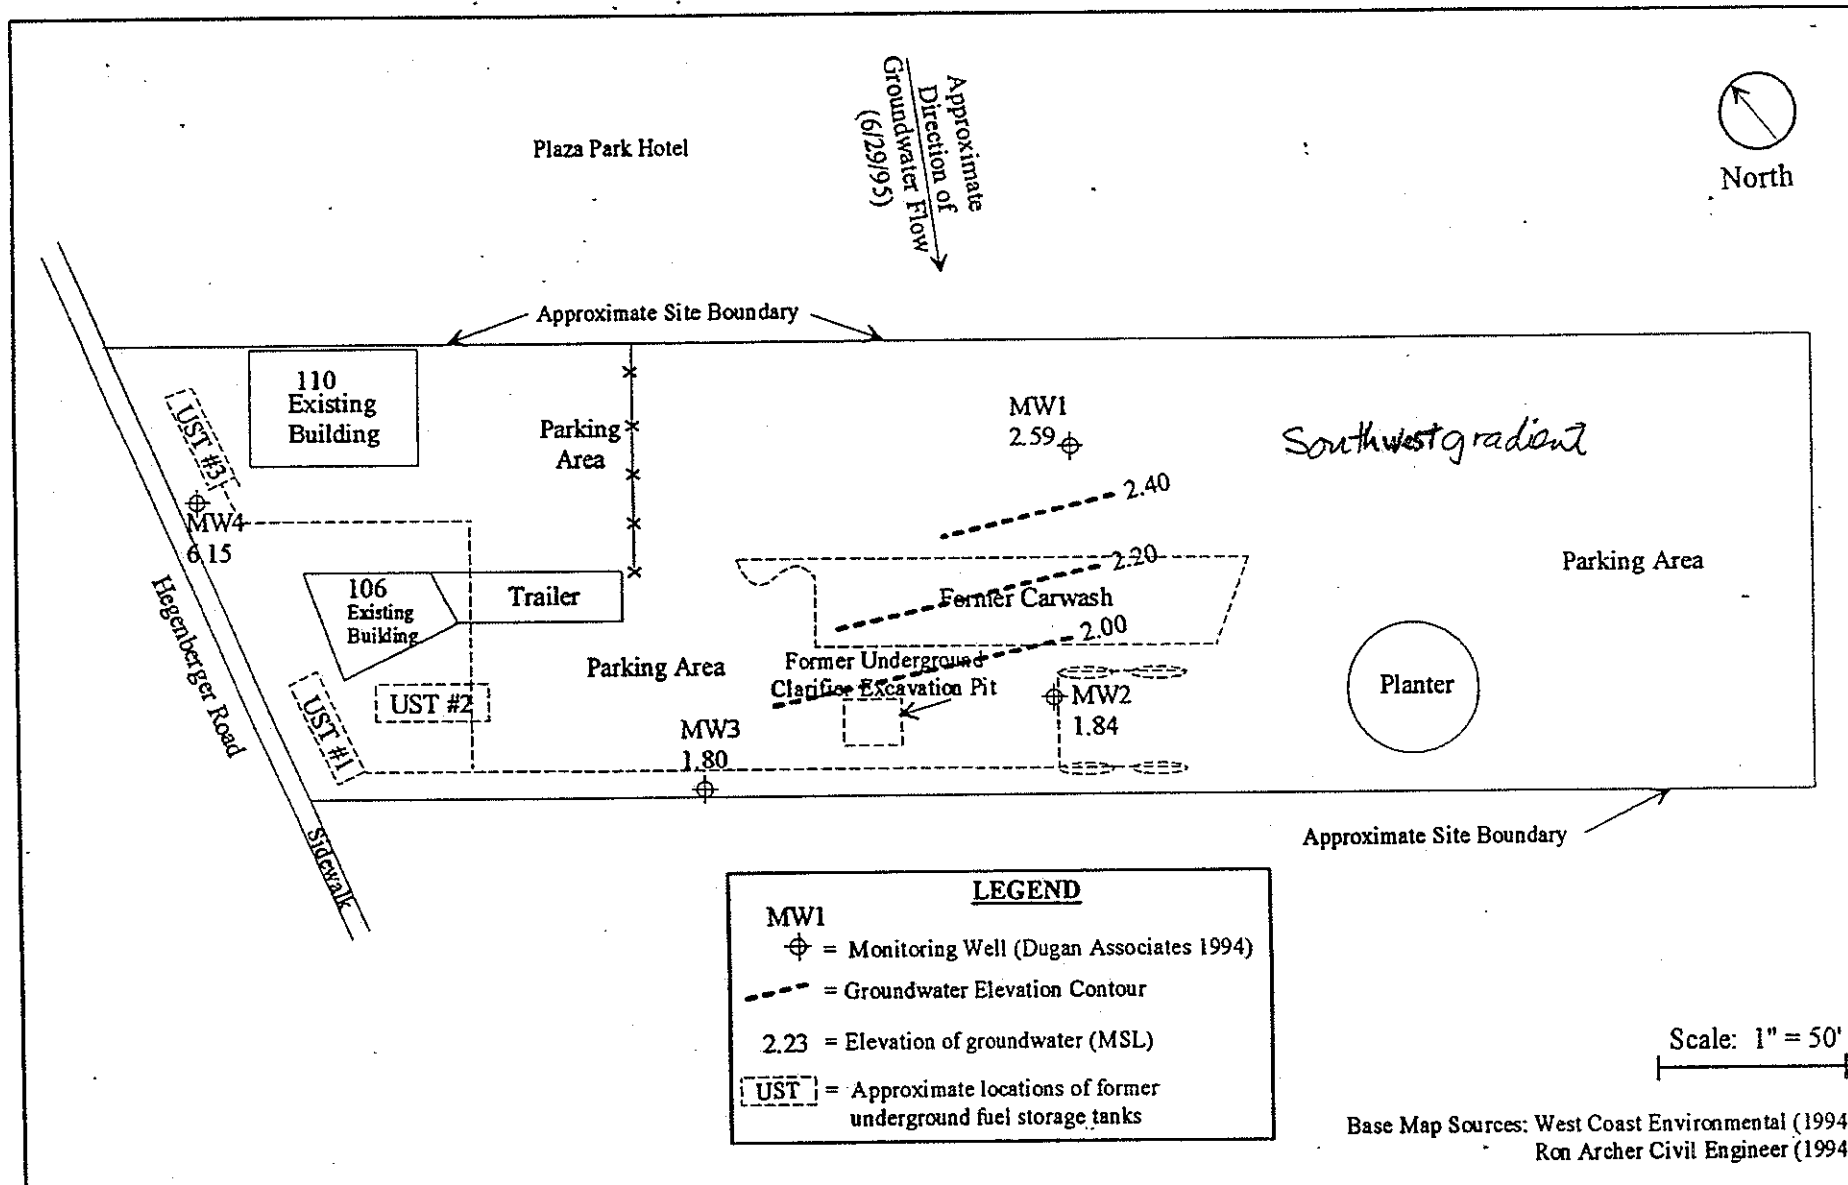 Plaza Park Hotel
Approximate
Direction of
Groundwater Flow
(6/29/95)
North
Approximate Site Boundary
110
Existing
Building
UST #3
Parking
Area
MW1
2.59
Southwest gradient
2.40
MW4
6.15
2.20
Parking Area
106
Existing
Building
Trailer
Former Carwash
2.00
Hegenberger Road
Parking Area
Former Underground
Clarifier Excavation Pit
UST #2
MW2
1.84
Planter
UST #1
MW3
1.80
Sidewalk
Approximate Site Boundary
LEGEND
MW1
= Monitoring Well (Dugan Associates 1994)
= Groundwater Elevation Contour
2.23 = Elevation of groundwater (MSL)
UST = Approximate locations of former
underground fuel storage tanks
Scale: 1" = 50'
Base Map Sources: West Coast Environmental (1994
Ron Archer Civil Engineer (1994